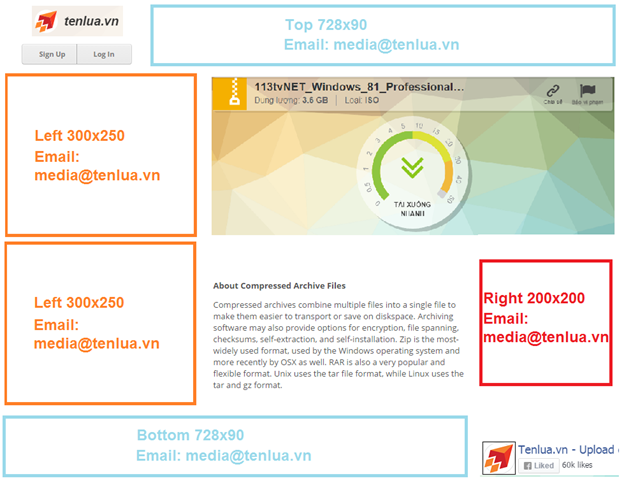 tenlua.vn
Sign Up
Log In
Top 728x90
Email: media@tenlua.vn
Left 300x250
Email:
media@tenlua.vn
113tvNET_Windows_81_Professional...
Dung lượng: 3.6 GB | Loại: ISO
Chia sẻ
Báo vi phạm
0 0.5 1 2 3 4 5 10 15 20 30 40 50
TẢI XUỐNG
NHANH
Left 300x250
Email:
media@tenlua.vn
About Compressed Archive Files
Compressed archives combine multiple files into a single file to
make them easier to transport or save on diskspace. Archiving
software may also provide options for encryption, file spanning,
checksums, self-extraction, and self-installation. Zip is the most-
widely used format, used by the Windows operating system and
more recently by OSX as well. RAR is also a very popular and
flexible format. Unix uses the tar file format, while Linux uses the
tar and gz format.
Right 200x200
Email:
media@tenlua.vn
Bottom 728x90
Email: media@tenlua.vn
Tenlua.vn - Upload
Liked
60k likes